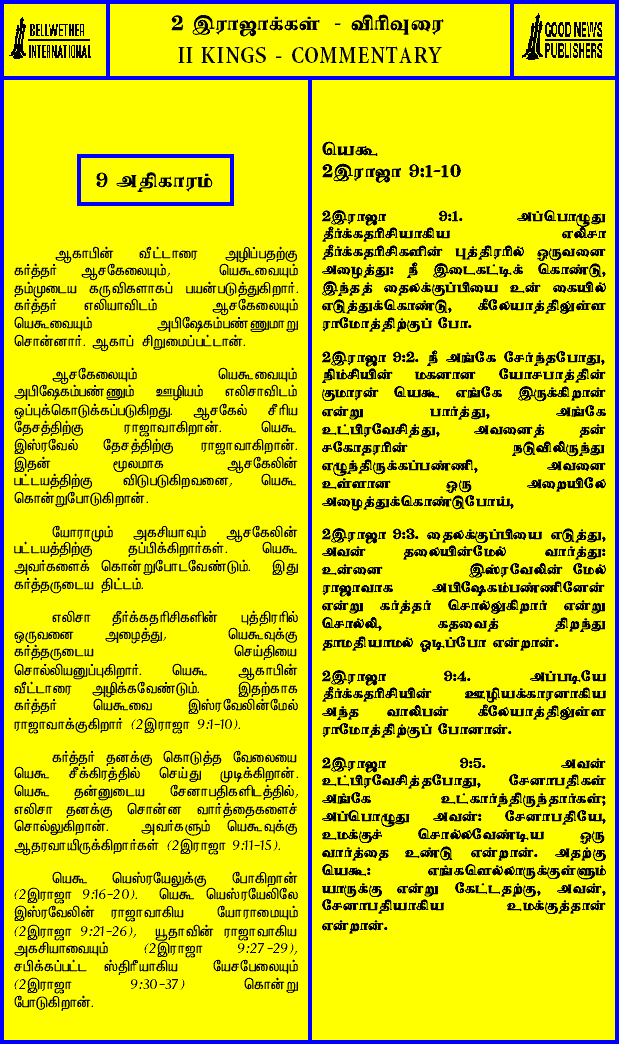 BELLWETHER
INTERNATIONAL
2 இராஜாக்கள் - விரிவுரை
II KINGS - COMMENTARY
GOOD NEWS
PUBLISHERS
9 அதிகாரம்
ஆகாபின் வீட்டாரை அழிப்பதற்கு
கர்த்தர் ஆசகேலையும், யெகூவையும்
தம்முடைய கருவிகளாகப் பயன்படுத்துகிறார்.
கர்த்தர் எலியாவிடம் ஆசகேலையும்
யெகூவையும் அபிஷேகம்பண்ணுமாறு
சொன்னார். ஆகாப் சிறுமைப்பட்டான்.
ஆசகேலையும் யெகூவையும்
அபிஷேகம்பண்ணும் ஊழியம் எலிசாவிடம்
ஒப்புக்கொடுக்கப்படுகிறது. ஆசகேல் சீரிய
தேசத்திற்கு ராஜாவாகிறான். யெகூ
இஸ்ரவேல் தேசத்திற்கு ராஜாவாகிறான்.
இதன் மூலமாக ஆசகேலின்
பட்டயத்திற்கு விடுபடுகிறவனை, யெகூ
கொன்றுபோடுகிறான்.
யோராமும் அகசியாவும் ஆசகேலின்
பட்டயத்திற்கு தப்பிக்கிறார்கள். யெகூ
அவர்களைக் கொன்றுபோடவேண்டும். இது
கர்த்தருடைய திட்டம்.
எலிசா தீர்க்கதரிசிகளின் புத்திரரில்
ஒருவனை அழைத்து, யெகூவுக்கு
கர்த்தருடைய செய்தியை
சொல்லியனுப்புகிறார். யெகூ ஆகாபின்
வீட்டாரை அழிக்கவேண்டும். இதற்காக
கர்த்தர் யெகூவை இஸ்ரவேலின்மேல்
ராஜாவாக்குகிறார் (2இராஜா 9:1-10).
கர்த்தர் தனக்கு கொடுத்த வேலையை
யெகூ சீக்கிரத்தில் செய்து முடிக்கிறான்.
யெகூ தன்னுடைய சேனாபதிகளிடத்தில்,
எலிசா தனக்கு சொன்ன வார்த்தைகளைச்
சொல்லுகிறான். அவர்களும் யெகூவுக்கு
ஆதரவாயிருக்கிறார்கள் (2இராஜா 9:11-15).
யெகூ யெஸ்ரயேலுக்கு போகிறான்
(2இராஜா 9:16-20). யெகூ யெஸ்ரயேலிலே
இஸ்ரவேலின் ராஜாவாகிய யோராமையும்
(2இராஜா 9:21-26), யூதாவின் ராஜாவாகிய
அகசியாவையும் (2இராஜா 9:27-29),
சபிக்கப்பட்ட ஸ்திரீயாகிய யேசபேலையும்
(2இராஜா 9:30-37) கொன்று
போடுகிறான்.
யெகூ
2இராஜா 9:1-10
2இராஜா 9:1. அப்பொழுது
தீர்க்கதரிசியாகிய எலிசா
தீர்க்கதரிசிகளின் புத்திரரில் ஒருவனை
அழைத்து: நீ இடைகட்டிக் கொண்டு,
இந்தத் தைலக்குப்பியை உன் கையில்
எடுத்துக்கொண்டு, கீலேயாத்திலுள்ள
ராமோத்திற்குப் போ.
2இராஜா 9:2. நீ அங்கே சேர்ந்தபோது,
நிம்சியின் மகனான யோசபாத்தின்
குமாரன் யெகூ எங்கே இருக்கிறான்
என்று பார்த்து, அங்கே
உட்பிரவேசித்து, அவனைத் தன்
சகோதரரின் நடுவிலிருந்து
எழுந்திருக்கப்பண்ணி, அவனை
உள்ளான ஒரு அறையிலே
அழைத்துக்கொண்டுபோய்,
2இராஜா 9:3. தைலக்குப்பியை எடுத்து,
அவன் தலையின்மேல் வார்த்து:
உன்னை இஸ்ரவேலின் மேல்
ராஜாவாக அபிஷேகம்பண்ணினேன்
என்று கர்த்தர் சொல்லுகிறார் என்று
சொல்லி, கதவைத் திறந்து
தாமதியாமல் ஓடிப்போ என்றான்.
2இராஜா 9:4. அப்படியே
தீர்க்கதரிசியின் ஊழியக்காரனாகிய
அந்த வாலிபன் கீலேயாத்திலுள்ள
ராமோத்திற்குப் போனான்.
2இராஜா 9:5. அவன்
உட்பிரவேசித்தபோது, சேனாபதிகள்
அங்கே உட்கார்ந்திருந்தார்கள்;
அப்பொழுது அவன்: சேனாபதியே,
உமக்குச் சொல்லவேண்டிய ஒரு
வார்த்தை உண்டு என்றான். அதற்கு
யெகூ: எங்களெல்லாருக்குள்ளும்
யாருக்கு என்று கேட்டதற்கு, அவன்,
சேனாபதியாகிய உமக்குத்தான்
என்றான்.